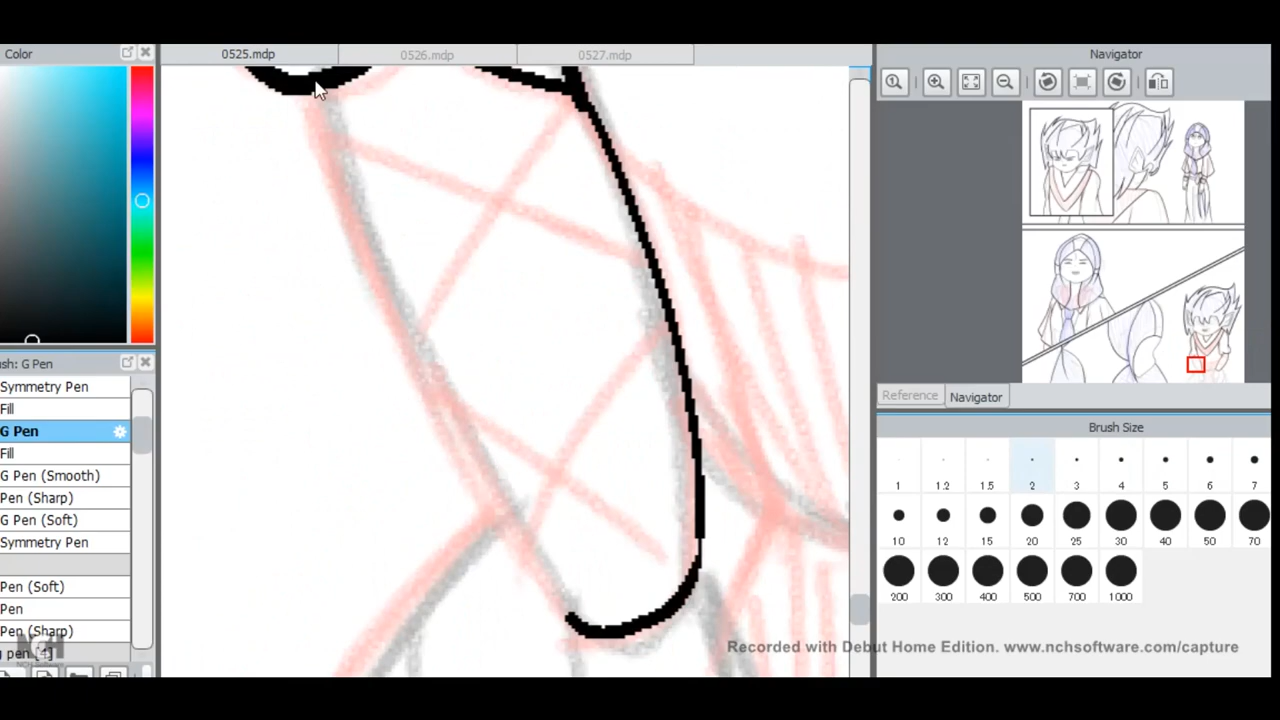 Color
0525.mdp
0526.mdp
0527.mdp
Navigator
ush: G Pen
Symmetry Pen
Fill
G Pen
Fill
G Pen (Smooth)
Pen (Sharp)
G Pen (Soft)
Symmetry Pen
Pen (Soft)
Pen
Pen (Sharp)
g pen [4]
NCH
Reference
Navigator
Brush Size
1 1.2 1.5 2 3 4 5 6 7
10 12 15 20 25 30 40 50 70
200 300 400 500 700 1000
Recorded with Debut Home Edition. www.nchsoftware.com/capture